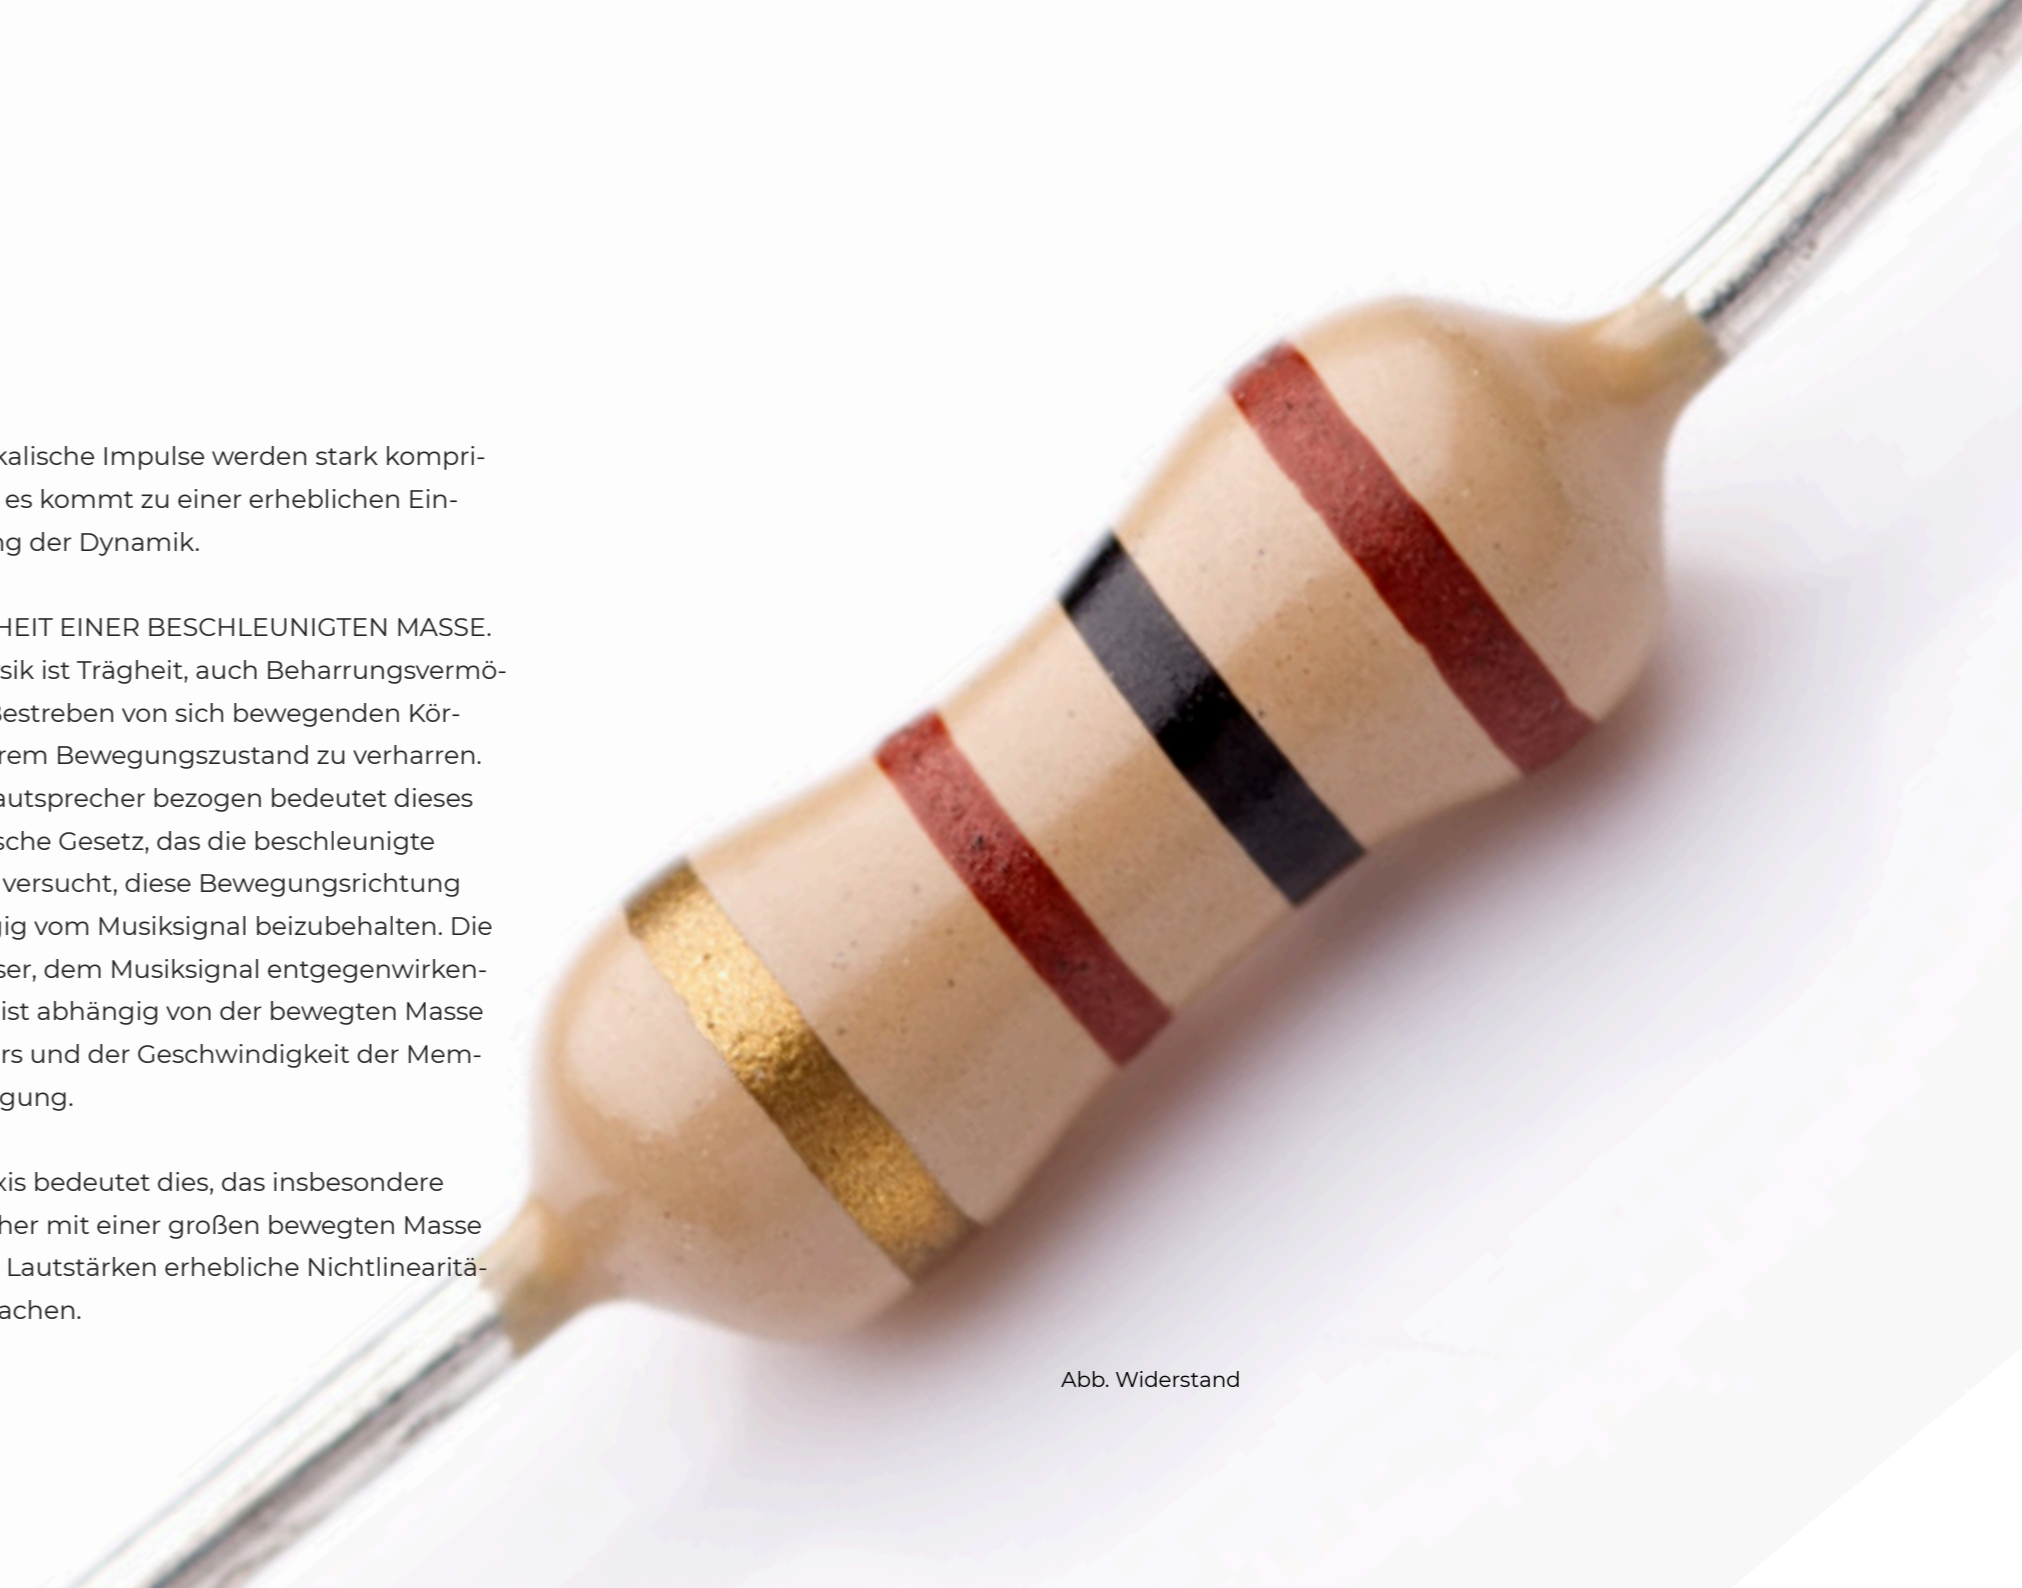 kalische Impulse werden stark kompri-
es kommt zu einer erheblichen Ein-
ng der Dynamik.
HEIT EINER BESCHLEUNIGTEN MASSE.
sik ist Trägheit, auch Beharrungsvermö-
Bestreben von sich bewegenden Kör-
rem Bewegungszustand zu verharren.
autsprecher bezogen bedeutet dieses
sche Gesetz, das die beschleunigte
versucht, diese Bewegungsrichtung
gig vom Musiksignal beizubehalten. Die
ser, dem Musiksignal entgegenwirken-
ist abhängig von der bewegten Masse
rs und der Geschwindigkeit der Mem-
gung.
xis bedeutet dies, das insbesondere
her mit einer großen bewegten Masse
Lautstärken erhebliche Nichtlinearitä-
achen.
Abb. Widerstand